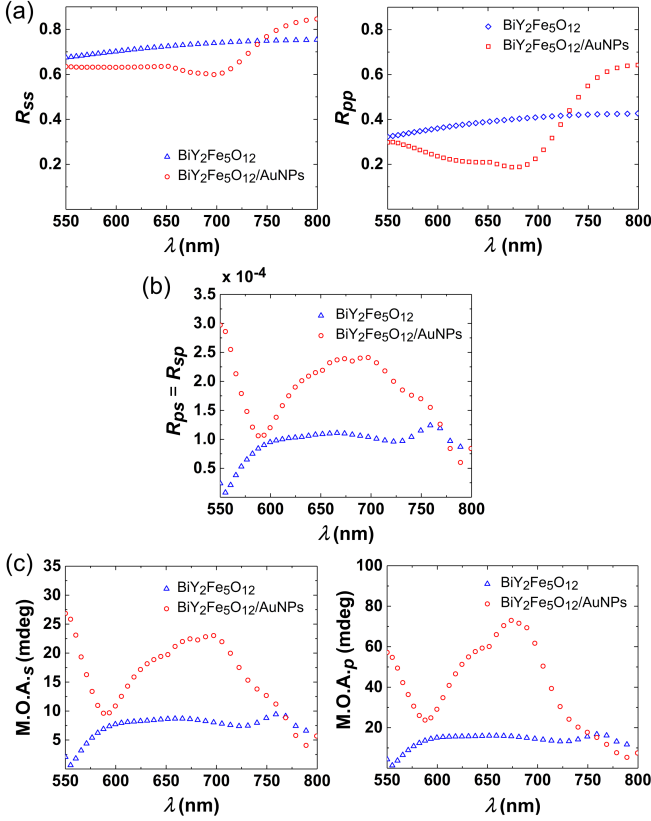 (a)
0.8
0.6
0.4
0.2
Rss
BiY2Fe5O12
BiY2Fe5O12/AuNPs
550 600 650 700 750 800
λ (nm)
0.8
0.6
0.4
0.2
Rpp
BiY2Fe5O12
BiY2Fe5O12/AuNPs
550 600 650 700 750 800
λ (nm)
(b)
x 10-4
3.5
3.0
2.5
2.0
1.5
1.0
0.5
Rps = Rsp
BiY2Fe5O12
BiY2Fe5O12/AuNPs
550 600 650 700 750 800
λ (nm)
(c)
35
30
25
20
15
10
5
M.O.A.s (mdeg)
BiY2Fe5O12
BiY2Fe5O12/AuNPs
550 600 650 700 750 800
λ (nm)
100
80
60
40
20
M.O.A.p (mdeg)
BiY2Fe5O12
BiY2Fe5O12/AuNPs
550 600 650 700 750 800
λ (nm)